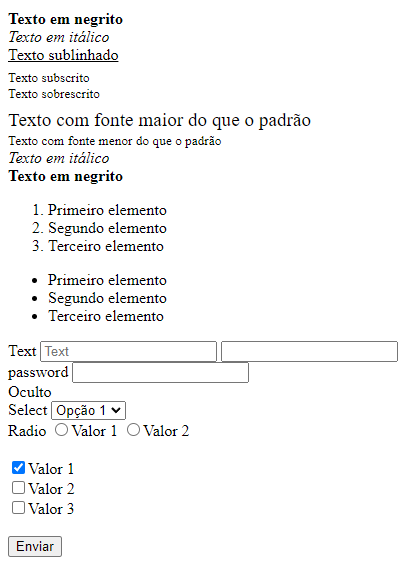 Texto em negrito
Texto em itálico
Texto sublinhado
Texto subscrito
Texto sobrescrito
Texto com fonte maior do que o padrão
Texto com fonte menor do que o padrão
Texto em itálico
Texto em negrito
1. Primeiro elemento
2. Segundo elemento
3. Terceiro elemento
• Primeiro elemento
• Segundo elemento
• Terceiro elemento
Text Text
password
Oculto
Select Opção 1
Radio Valor 1 Valor 2
Valor 1
Valor 2
Valor 3
Enviar